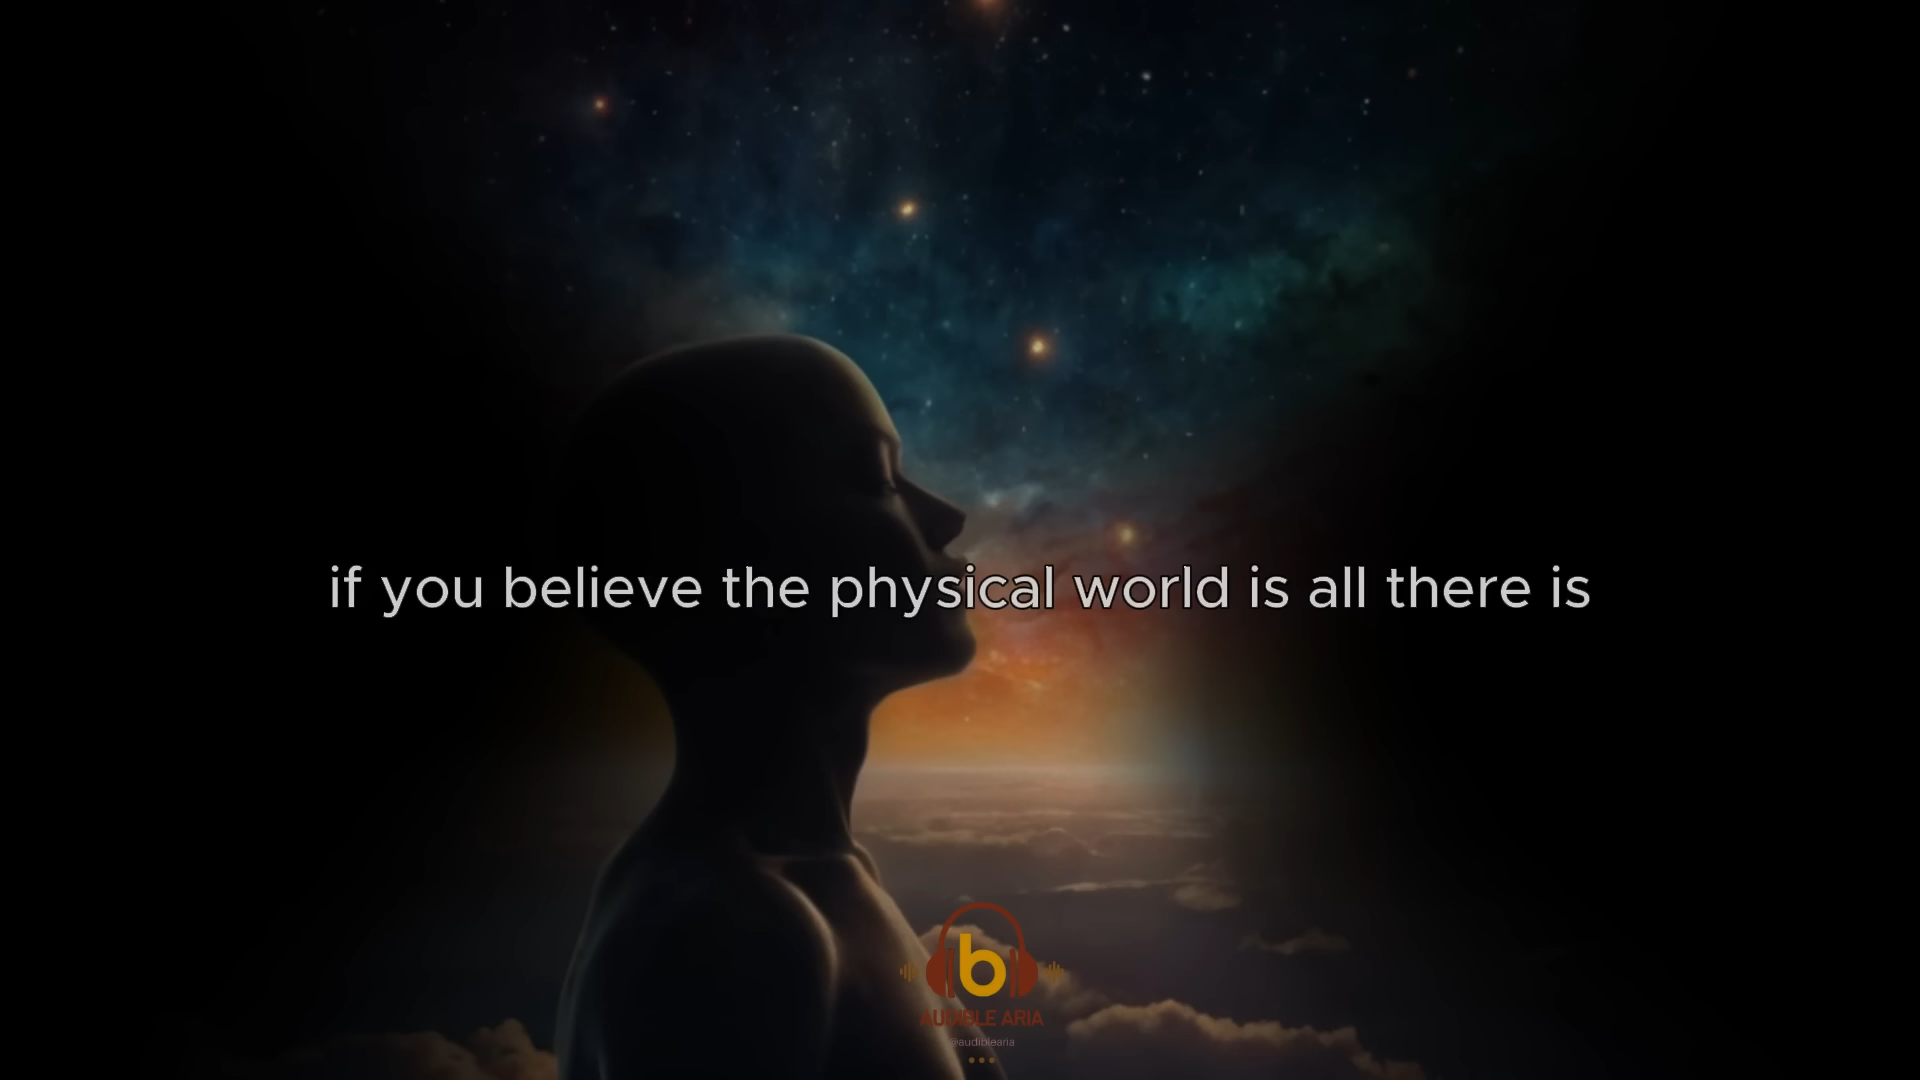 if you believe the physical world is all there is
b
AUDIBLE ARIA
@audiblearia